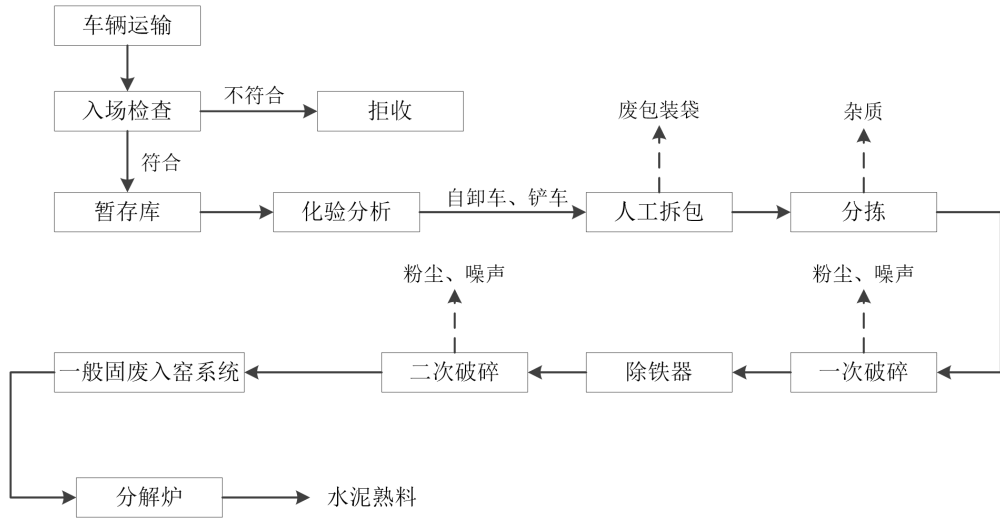 车辆运输
入场检查
不符合
拒收
符合
废包装袋
杂质
暂存库
化验分析
自卸车、铲车
人工拆包
分拣
粉尘、噪声
粉尘、噪声
一般固废入窑系统
二次破碎
除铁器
一次破碎
分解炉
水泥熟料